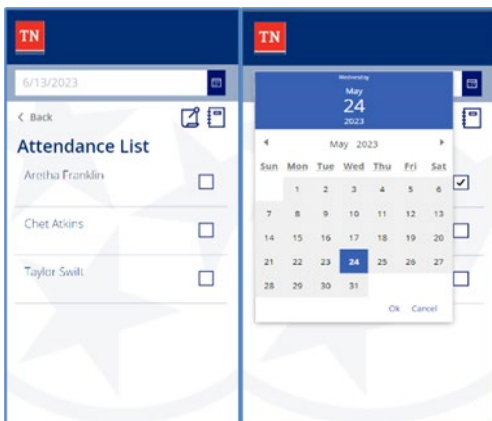 TN
6/13/2023
Back
Attendance List
Aretha Franklin
Chet Atkins
Taylor Swift
TN
Wednesday
May
24
2023
May 2023
Sun Mon Tue Wed Thu Fri Sat
1 2 3 4 5 6
7 8 9 10 11 12 13
14 15 16 17 18 19 20
21 22 23 24 25 26 27
28 29 30 31
Ok Cancel